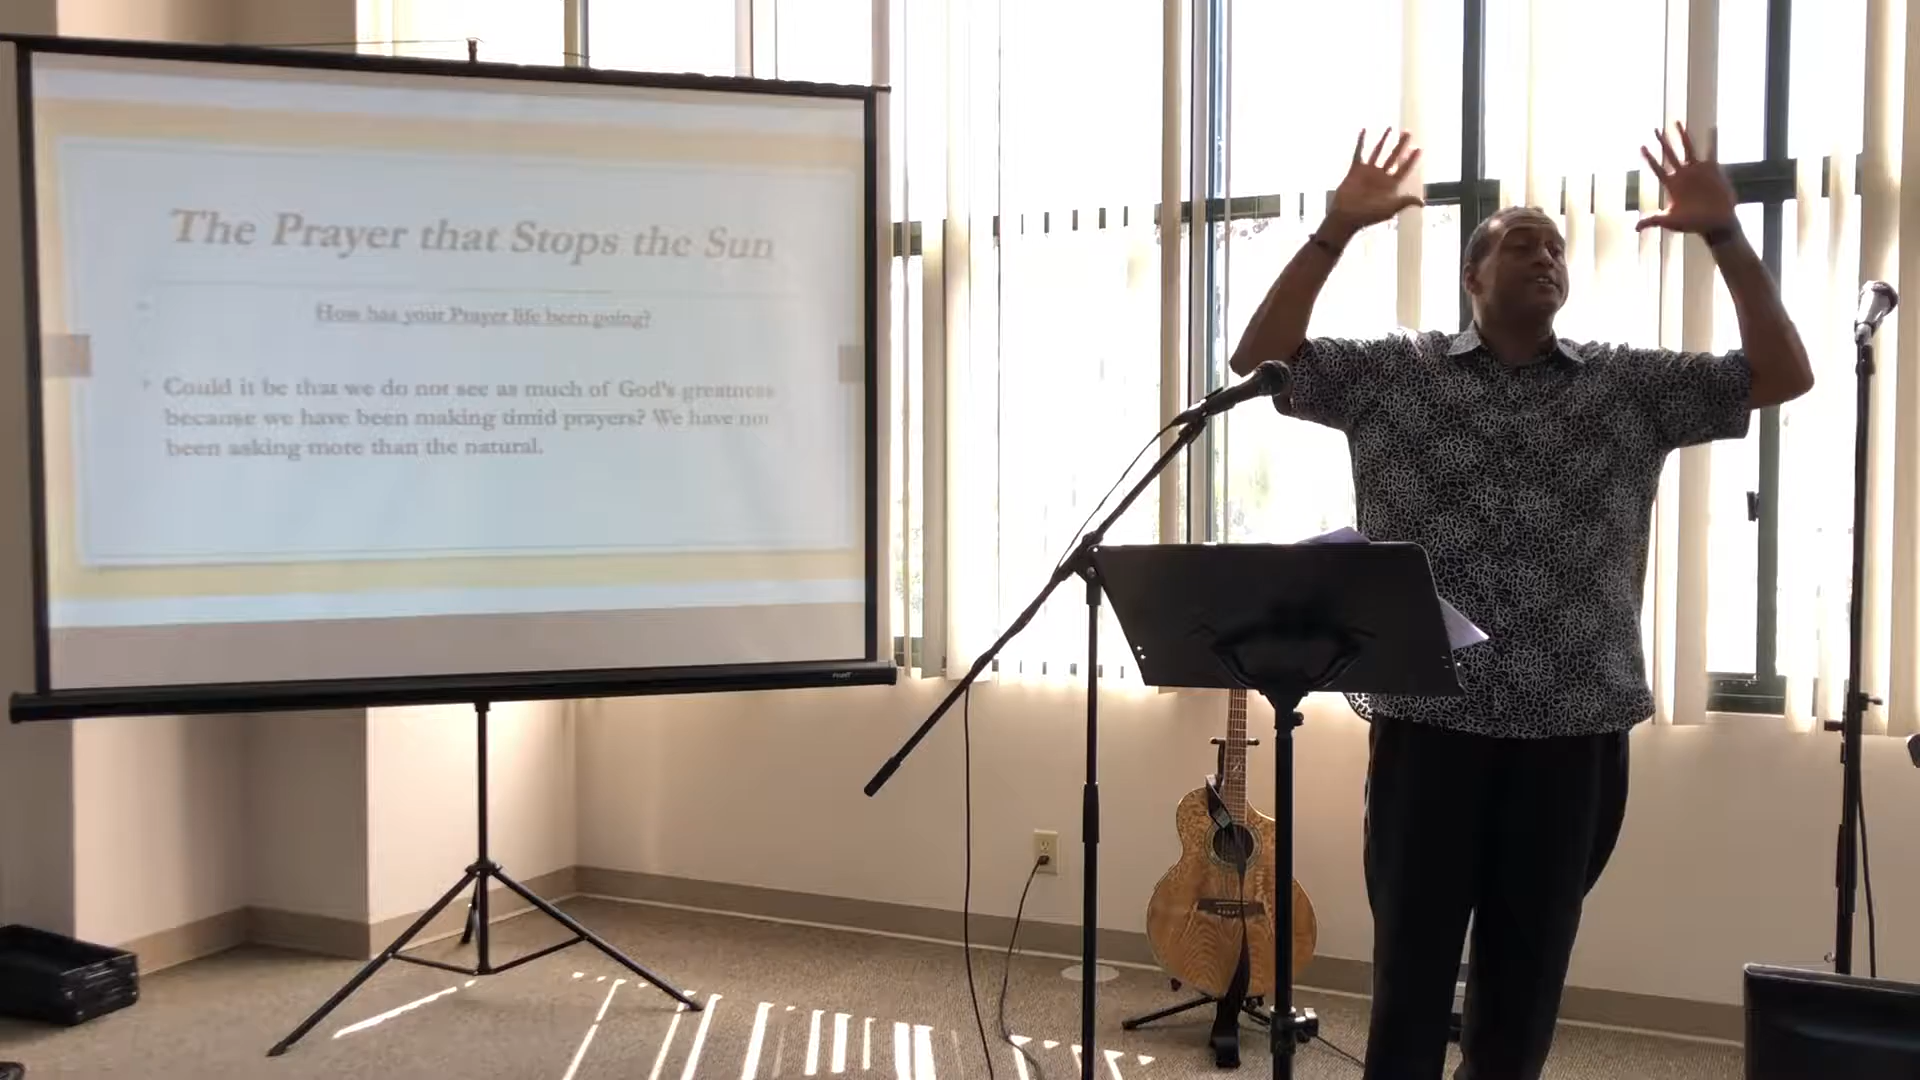 The Prayer that Stops the Sun
How has your Prayer life been going?
Could it be that we do not see as much of God's greatness
because we have been making timid prayers? We have not
been asking more than the natural.